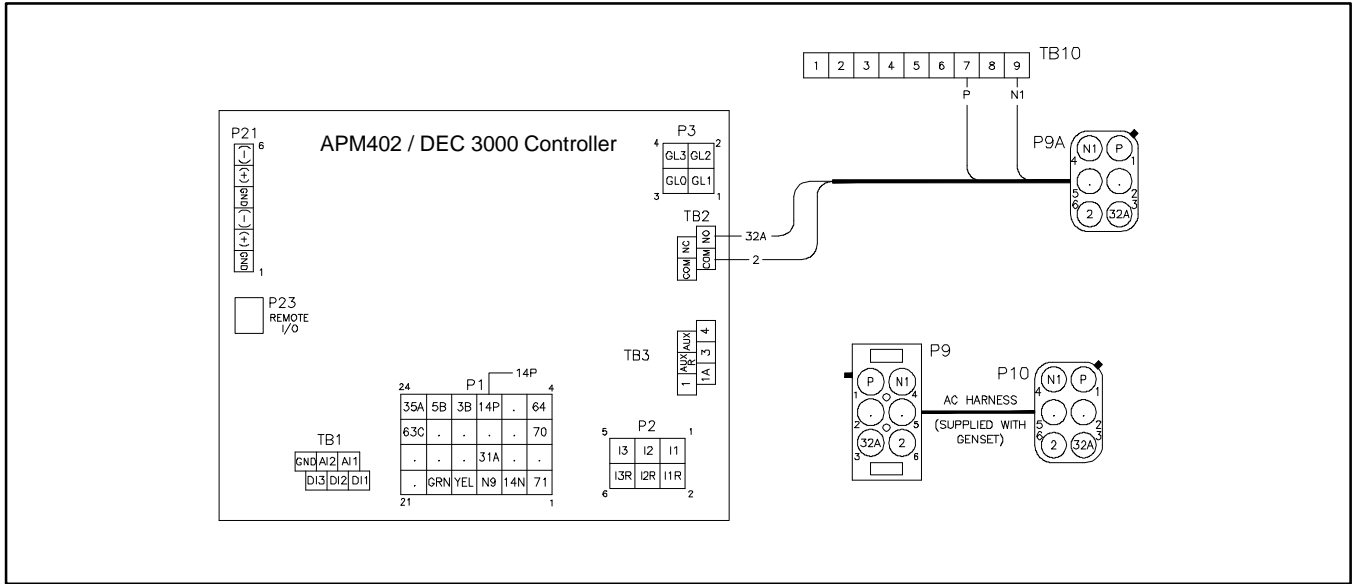 APM402 / DEC 3000 Controller
P21
6
(−)
(+)
GND
(−)
(+)
GND
1
P23
REMOTE
I/O
TB1
GND AI2 AI1
DI3 DI2 DI1
14P
24 P1 4
35A 5B 3B 14P . 64
63C . . . . 70
. . . 31A . .
. GRN YEL N9 14N 71
21 1
P3
4 2
GL3 GL2
GL0 GL1
3 1
TB2
NC NO
COM COM
32A
2
TB3
AUX 4
AUX R 3
1 1A
P2
5 1
I3 I2 I1
I3R I2R I1R
6 2
TB10
1 2 3 4 5 6 7 8 9
P N1
P9A
N1 P
4 1
. .
5 2
6 3
2 32A
P9
P N1
1 4
. .
2 5
32A 2
3 6
AC HARNESS
(SUPPLIED WITH
GENSET)
P10
N1 P
4 1
. .
5 2
6 3
2 32A